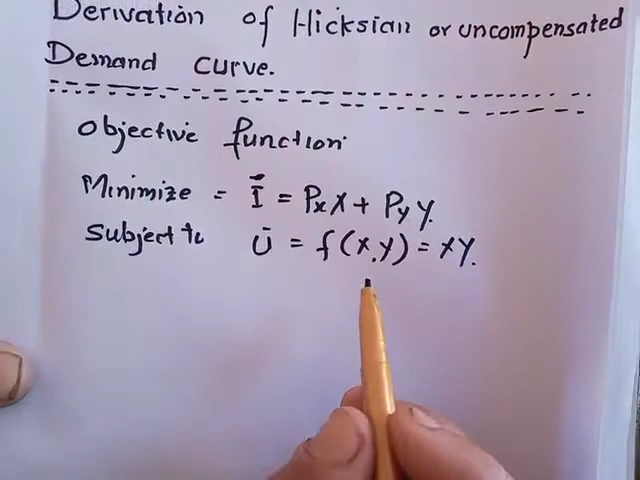 Derivation of Hicksian or uncompensated
Demand curve.
Objective function
Minimize = Ī = PxX + PyY.
Subject to Ū = f(x,y) = XY.